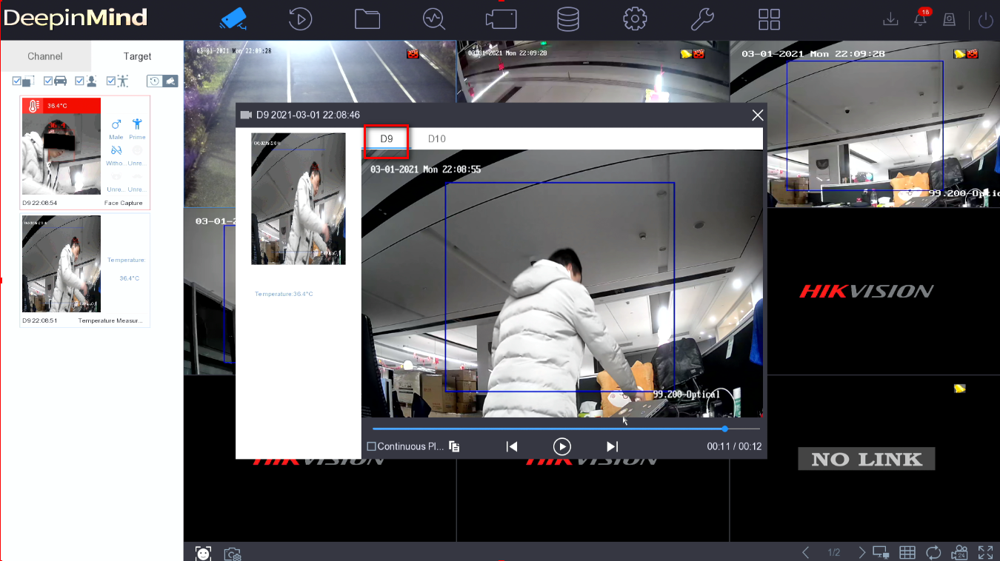 DeepinMind
18
Channel
Target
03-01-2021 Mon 22:09:28
03-01-2021 Mon 22:09:28
03-01-2021 Mon 22:09:28
36.4°C
Male
Prime
Witho...
Unre...
Unre...
Unre...
D9 22:08:54
Face Capture
Temperature:
36.4°C
D9 22:08:51
Temperature Measur...
D9 2021-03-01 22:08:46
D9
D10
03-01-2021 Mon 22:08:55
Temperature:36.4°C
99.200-Optical
Continuous Pl...
00:11 / 00:12
99.200-Optic
03-01-2
HIKVISION
HIKVISION
HIKVISION
NO LINK
1/2
24